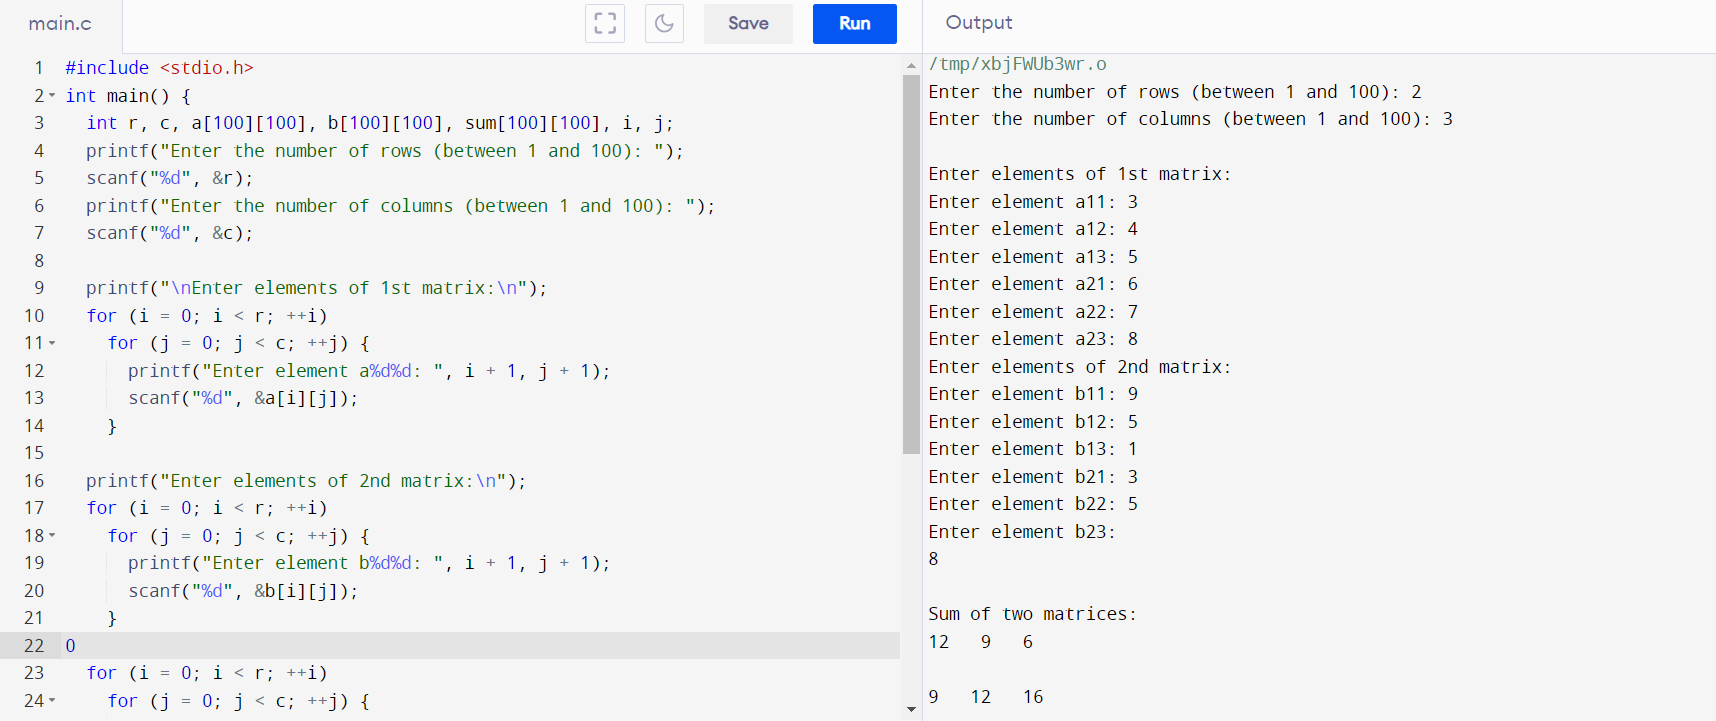 main.c
Save
Run
Output
1 #include <stdio.h>
2 int main() {
3 int r, c, a[100][100], b[100][100], sum[100][100], i, j;
4 printf("Enter the number of rows (between 1 and 100): ");
5 scanf("%d", &r);
6 printf("Enter the number of columns (between 1 and 100): ");
7 scanf("%d", &c);
8
9 printf("\nEnter elements of 1st matrix:\n");
10 for (i = 0; i < r; ++i)
11 for (j = 0; j < c; ++j) {
12 printf("Enter element a%d%d: ", i + 1, j + 1);
13 scanf("%d", &a[i][j]);
14 }
15
16 printf("Enter elements of 2nd matrix:\n");
17 for (i = 0; i < r; ++i)
18 for (j = 0; j < c; ++j) {
19 printf("Enter element b%d%d: ", i + 1, j + 1);
20 scanf("%d", &b[i][j]);
21 }
22 0
23 for (i = 0; i < r; ++i)
24 for (j = 0; j < c; ++j) {
/tmp/xbjFWUb3wr.o
Enter the number of rows (between 1 and 100): 2
Enter the number of columns (between 1 and 100): 3
Enter elements of 1st matrix:
Enter element a11: 3
Enter element a12: 4
Enter element a13: 5
Enter element a21: 6
Enter element a22: 7
Enter element a23: 8
Enter elements of 2nd matrix:
Enter element b11: 9
Enter element b12: 5
Enter element b13: 1
Enter element b21: 3
Enter element b22: 5
Enter element b23:
8
Sum of two matrices:
12 9 6
9 12 16